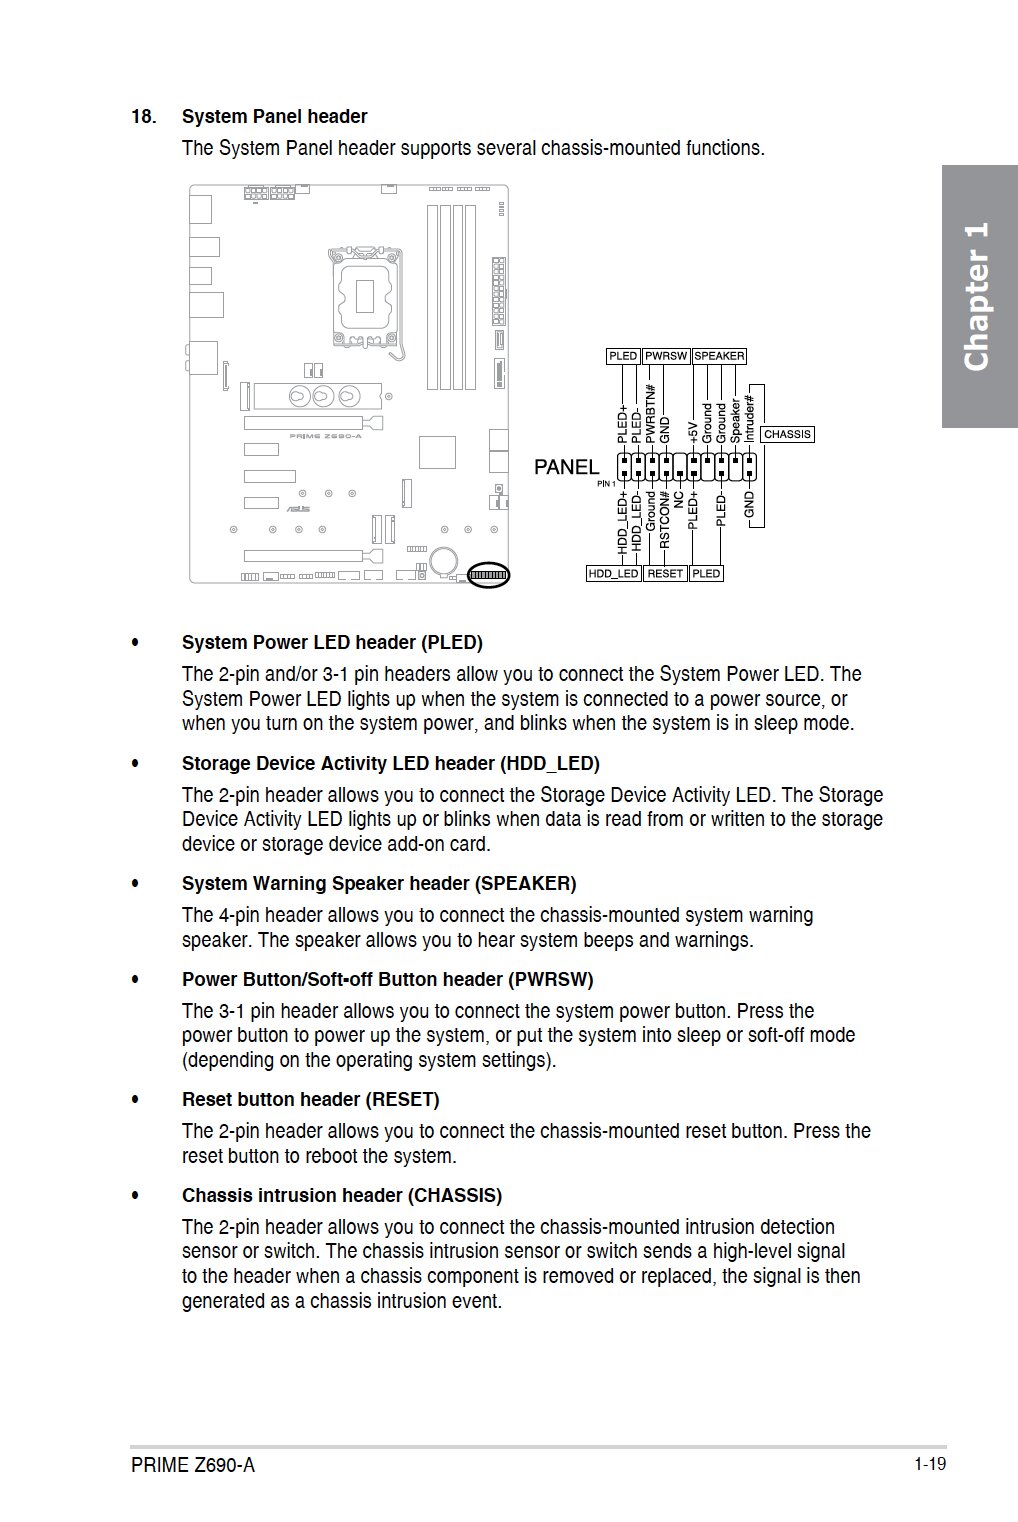 18. System Panel header
The System Panel header supports several chassis-mounted functions.
Chapter 1
PRIME Z690-A
ASUS
PLED PWRSW SPEAKER
PLED+
PLED-
PWRBTN#
GND
+5V
Ground
Ground
Speaker
Intruder#
CHASSIS
PANEL
PIN 1
HDD_LED+
HDD_LED-
Ground
RSTCON#
NC
PLED+
PLED-
GND
HDD_LED RESET PLED
• System Power LED header (PLED)
The 2-pin and/or 3-1 pin headers allow you to connect the System Power LED. The
System Power LED lights up when the system is connected to a power source, or
when you turn on the system power, and blinks when the system is in sleep mode.
• Storage Device Activity LED header (HDD_LED)
The 2-pin header allows you to connect the Storage Device Activity LED. The Storage
Device Activity LED lights up or blinks when data is read from or written to the storage
device or storage device add-on card.
• System Warning Speaker header (SPEAKER)
The 4-pin header allows you to connect the chassis-mounted system warning
speaker. The speaker allows you to hear system beeps and warnings.
• Power Button/Soft-off Button header (PWRSW)
The 3-1 pin header allows you to connect the system power button. Press the
power button to power up the system, or put the system into sleep or soft-off mode
(depending on the operating system settings).
• Reset button header (RESET)
The 2-pin header allows you to connect the chassis-mounted reset button. Press the
reset button to reboot the system.
• Chassis intrusion header (CHASSIS)
The 2-pin header allows you to connect the chassis-mounted intrusion detection
sensor or switch. The chassis intrusion sensor or switch sends a high-level signal
to the header when a chassis component is removed or replaced, the signal is then
generated as a chassis intrusion event.
PRIME Z690-A
1-19